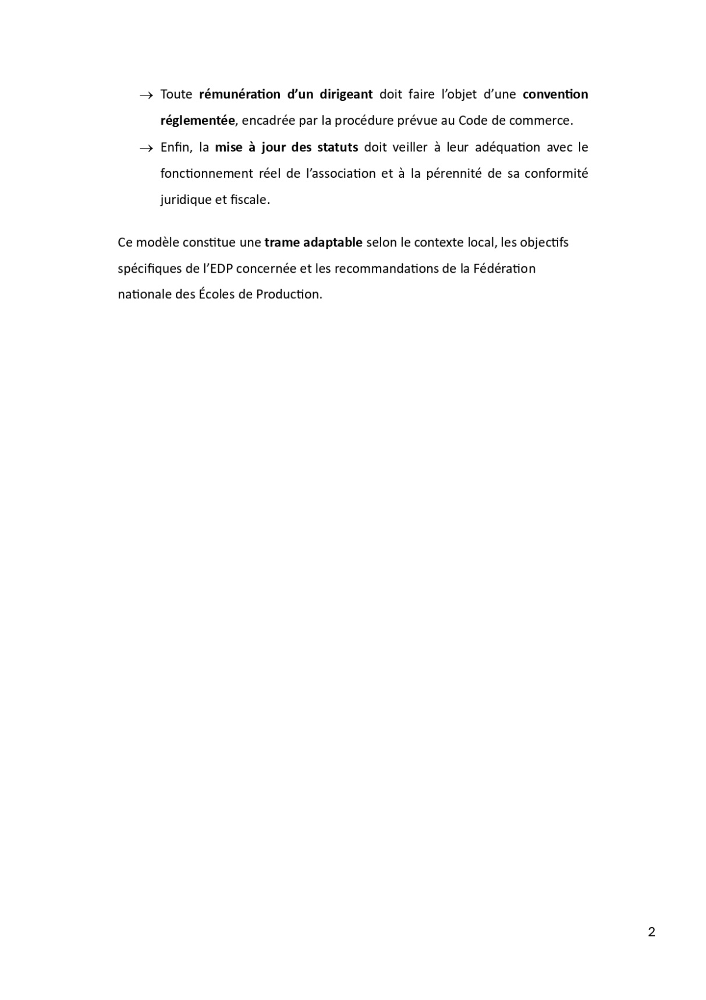 → Toute rémunération d’un dirigeant doit faire l’objet d’une convention
réglementée, encadrée par la procédure prévue au Code de commerce.
→ Enfin, la mise à jour des statuts doit veiller à leur adéquation avec le
fonctionnement réel de l’association et à la pérennité de sa conformité
juridique et fiscale.
Ce modèle constitue une trame adaptable selon le contexte local, les objectifs
spécifiques de l’EDP concernée et les recommandations de la Fédération
nationale des Écoles de Production.
2